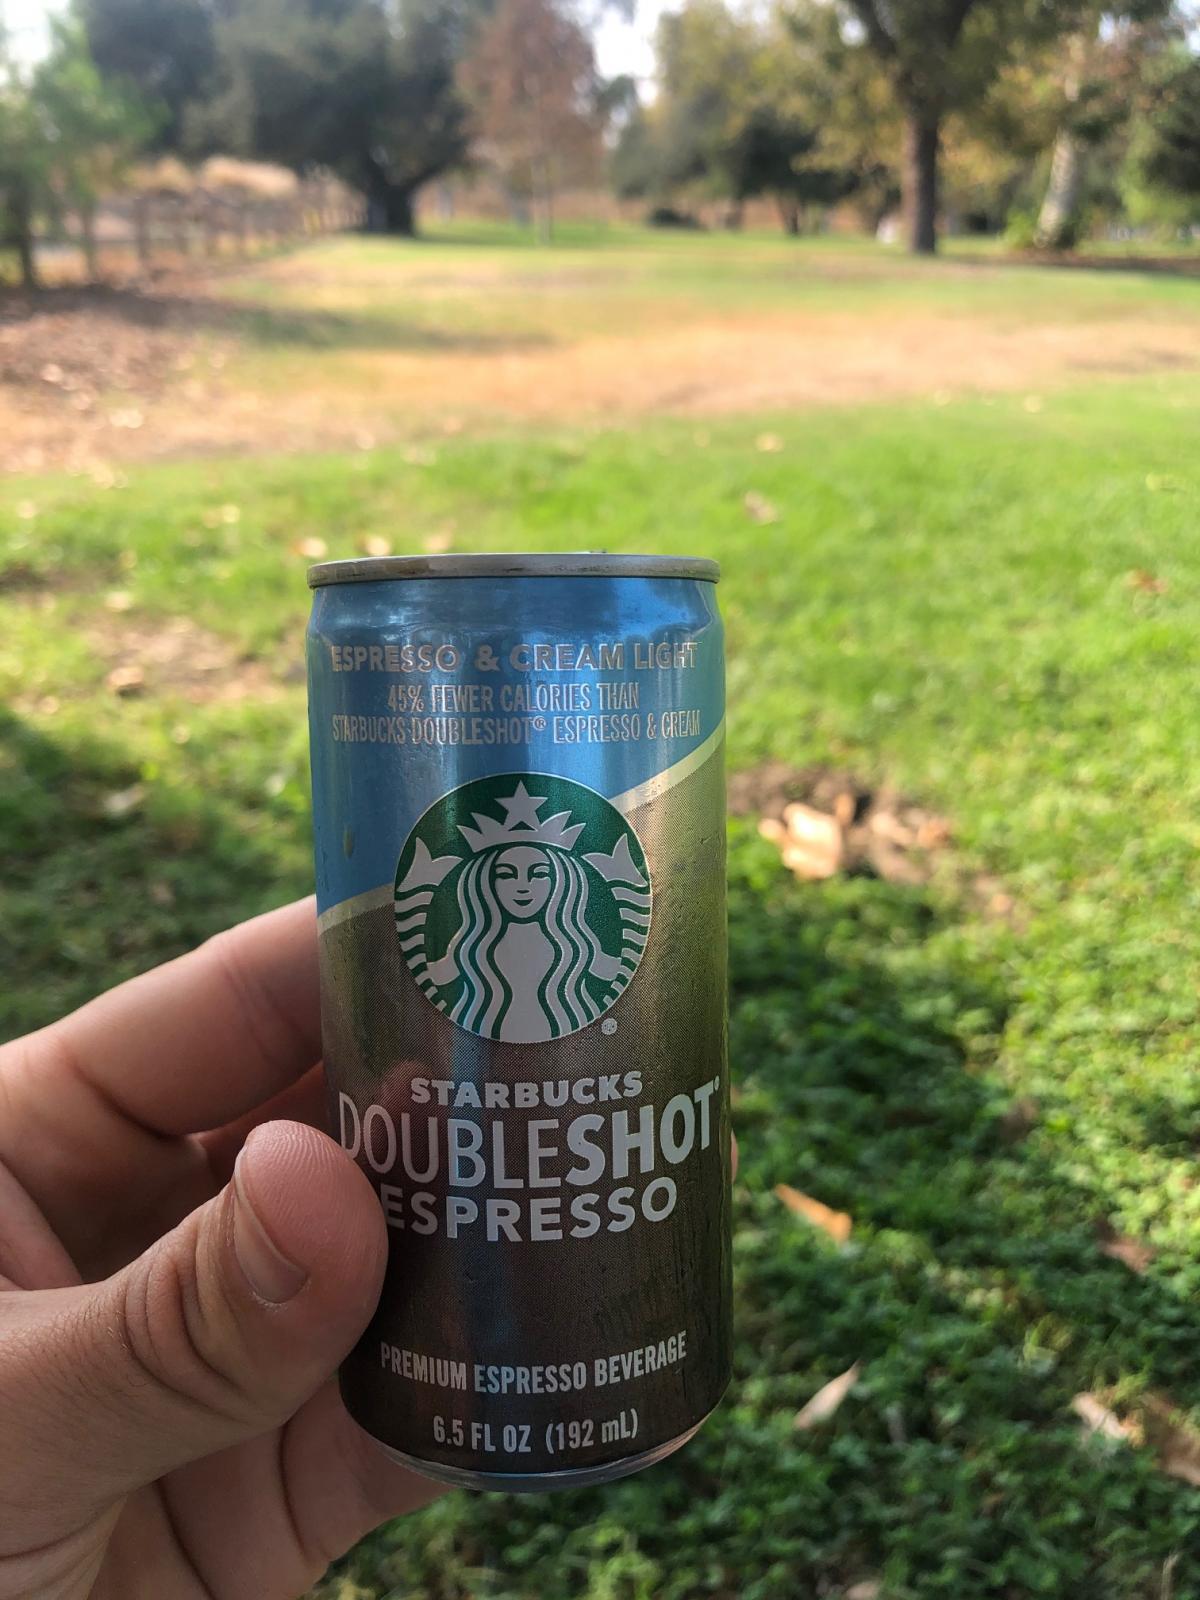 ESPRESSO & CREAM LIGHT
45% FEWER CALORIES THAN
STARBUCKS DOUBLESHOT® ESPRESSO & CREAM
®
STARBUCKS
DOUBLESHOT®
ESPRESSO
PREMIUM ESPRESSO BEVERAGE
6.5 FL OZ (192 mL)